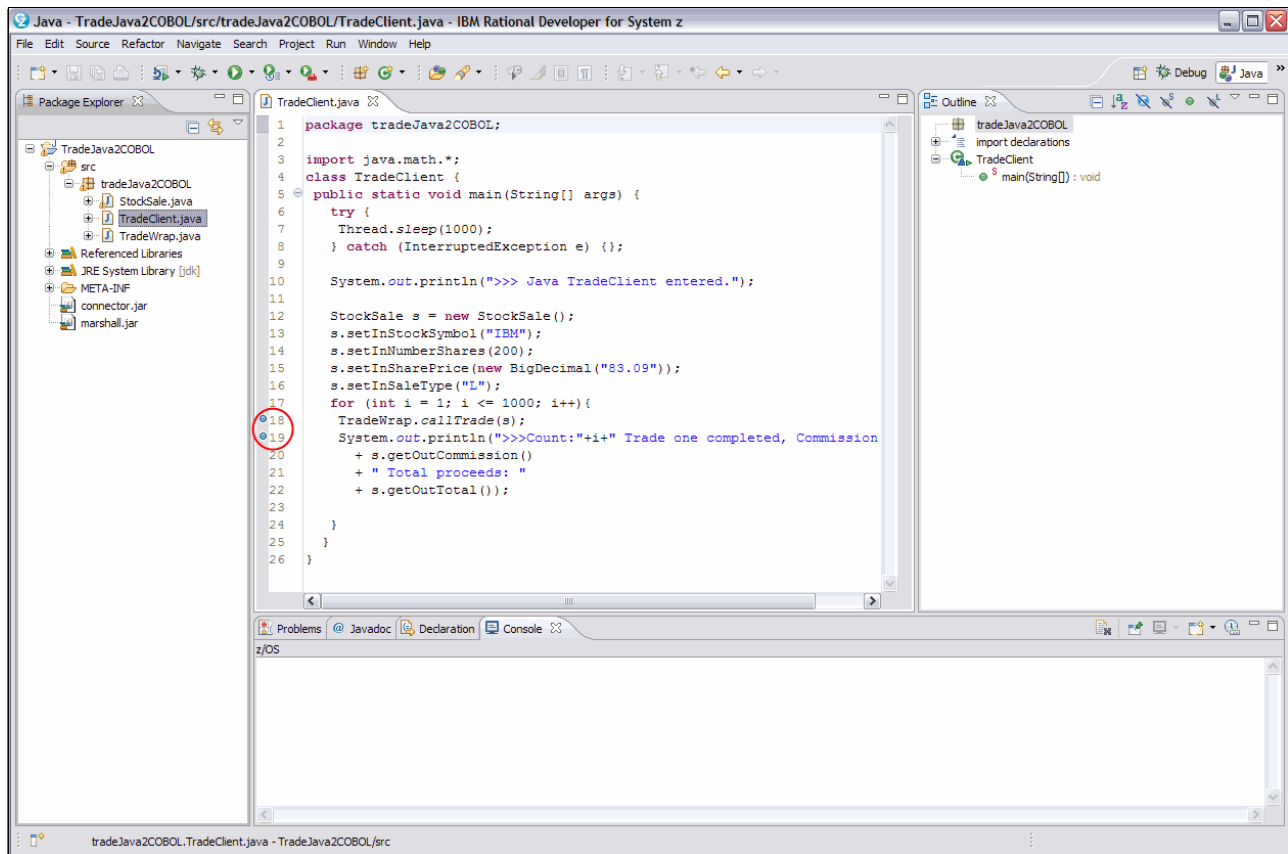 Java - TradeJava2COBOL/src/tradeJava2COBOL/TradeClient.java - IBM Rational Developer for System z
File Edit Source Refactor Navigate Search Project Run Window Help
Debug Java »
Package Explorer
TradeJava2COBOL
src
tradeJava2COBOL
StockSale.java
TradeClient.java
TradeWrap.java
Referenced Libraries
JRE System Library [jdk]
META-INF
connector.jar
marshall.jar
TradeClient.java
1 package tradeJava2COBOL;
2
3 import java.math.*;
4 class TradeClient {
5 public static void main(String[] args) {
6 try {
7 Thread.sleep(1000);
8 } catch (InterruptedException e) {};
9
10 System.out.println(">>> Java TradeClient entered.");
11
12 StockSale s = new StockSale();
13 s.setInStockSymbol("IBM");
14 s.setInNumberShares(200);
15 s.setInSharePrice(new BigDecimal("83.09"));
16 s.setInSaleType("L");
17 for (int i = 1; i <= 1000; i++){
18 TradeWrap.callTrade(s);
19 System.out.println(">>>Count:"+i+" Trade one completed, Commission
20 + s.getOutCommission()
21 + " Total proceeds: "
22 + s.getOutTotal());
23
24 }
25 }
26 }
Outline
tradeJava2COBOL
import declarations
TradeClient
main(String[]) : void
Problems @ Javadoc Declaration Console
z/OS
tradeJava2COBOL.TradeClient.java - TradeJava2COBOL/src